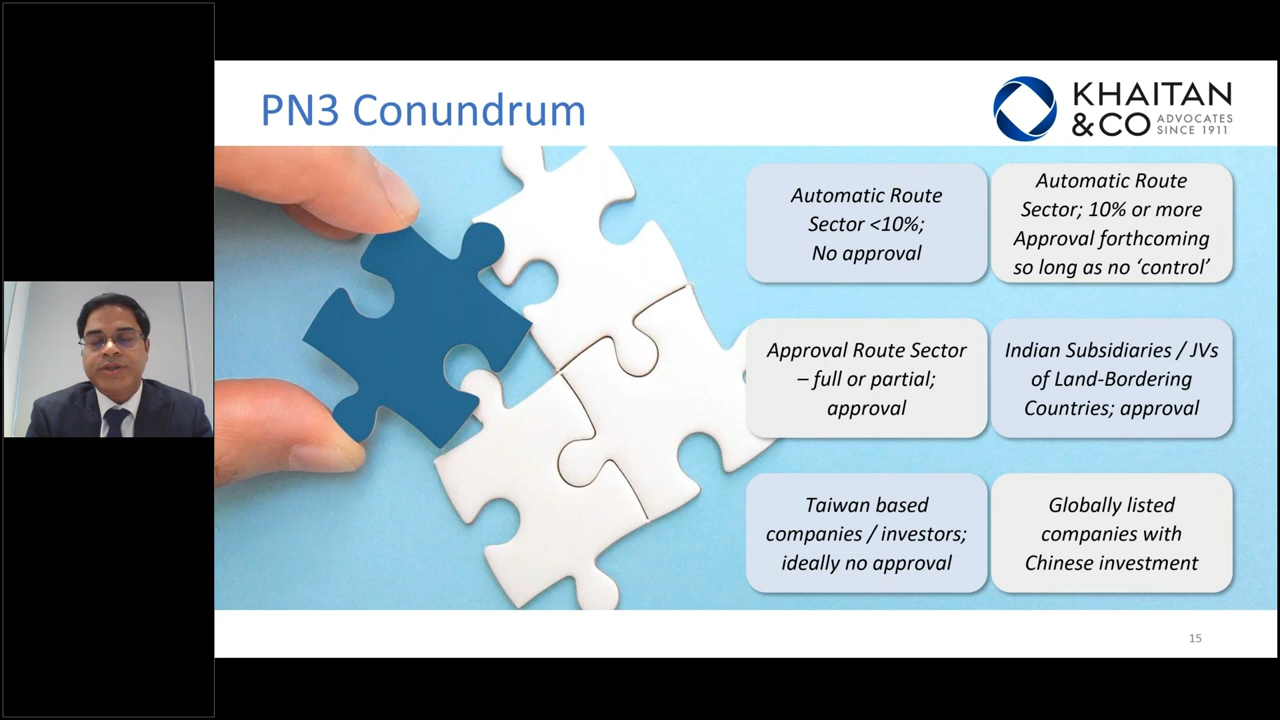 PN3 Conundrum
KHAITAN
&CO ADVOCATES
SINCE 1911
Automatic Route
Sector <10%;
No approval
Automatic Route
Sector; 10% or more
Approval forthcoming
so long as no ‘control’
Approval Route Sector
– full or partial;
approval
Indian Subsidiaries / JVs
of Land-Bordering
Countries; approval
Taiwan based
companies / investors;
ideally no approval
Globally listed
companies with
Chinese investment
15